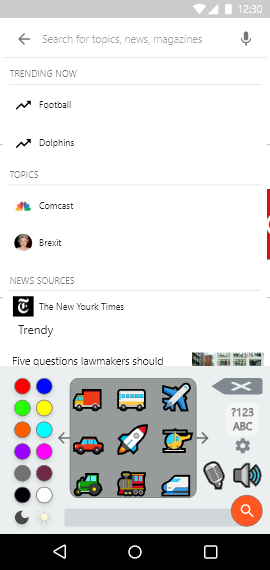 12:30
Search for topics, news, magazines
TRENDING NOW
Football
Dolphins
TOPICS
Comcast
Brexit
NEWS SOURCES
The New Yourk Times
Trendy
Five questions lawmakers should
?123
ABC